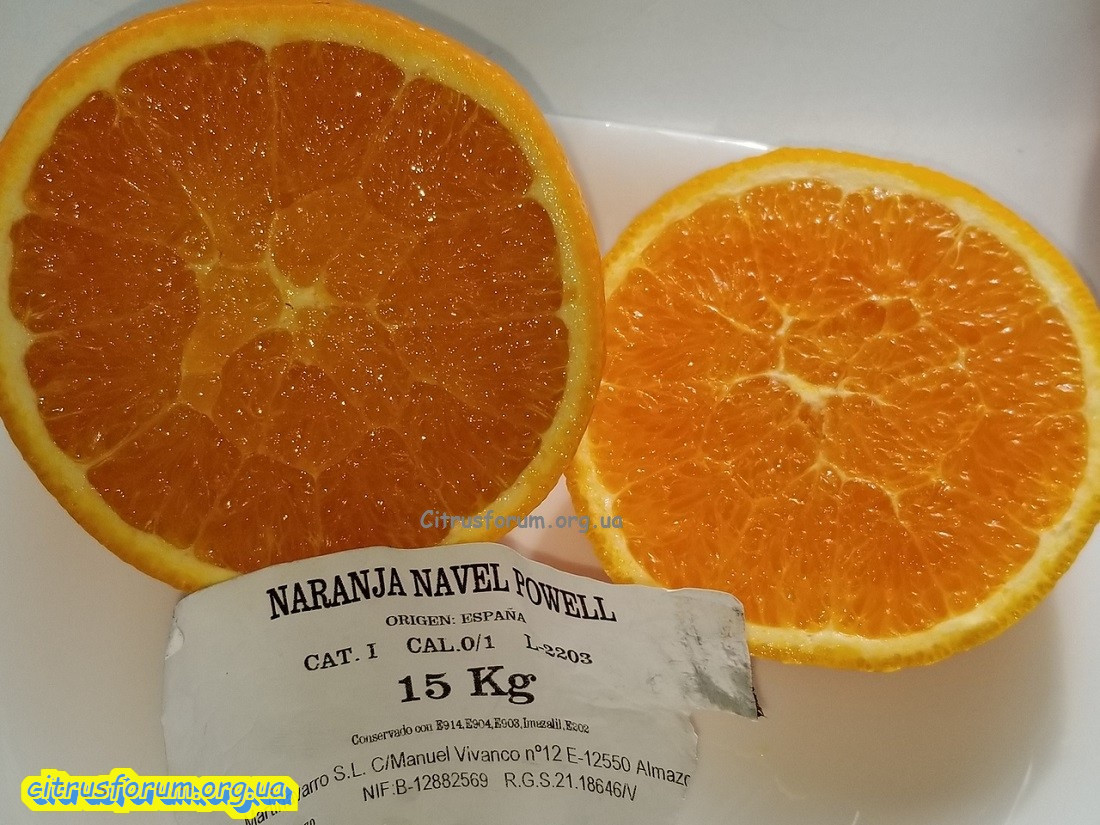 Citrusforum.org.ua
NARANJA NAVEL POWELL
ORIGEN: ESPAÑA
CAT. I CAL.0/1 L-2203
15 Kg
Conservado con E914,E904,E903,Imazalil,E202
S.L. C/Manuel Vivanco nº12 E-12550
NIF:B-12882569 R.G.S.21.18646/V
citrusforum.org.ua